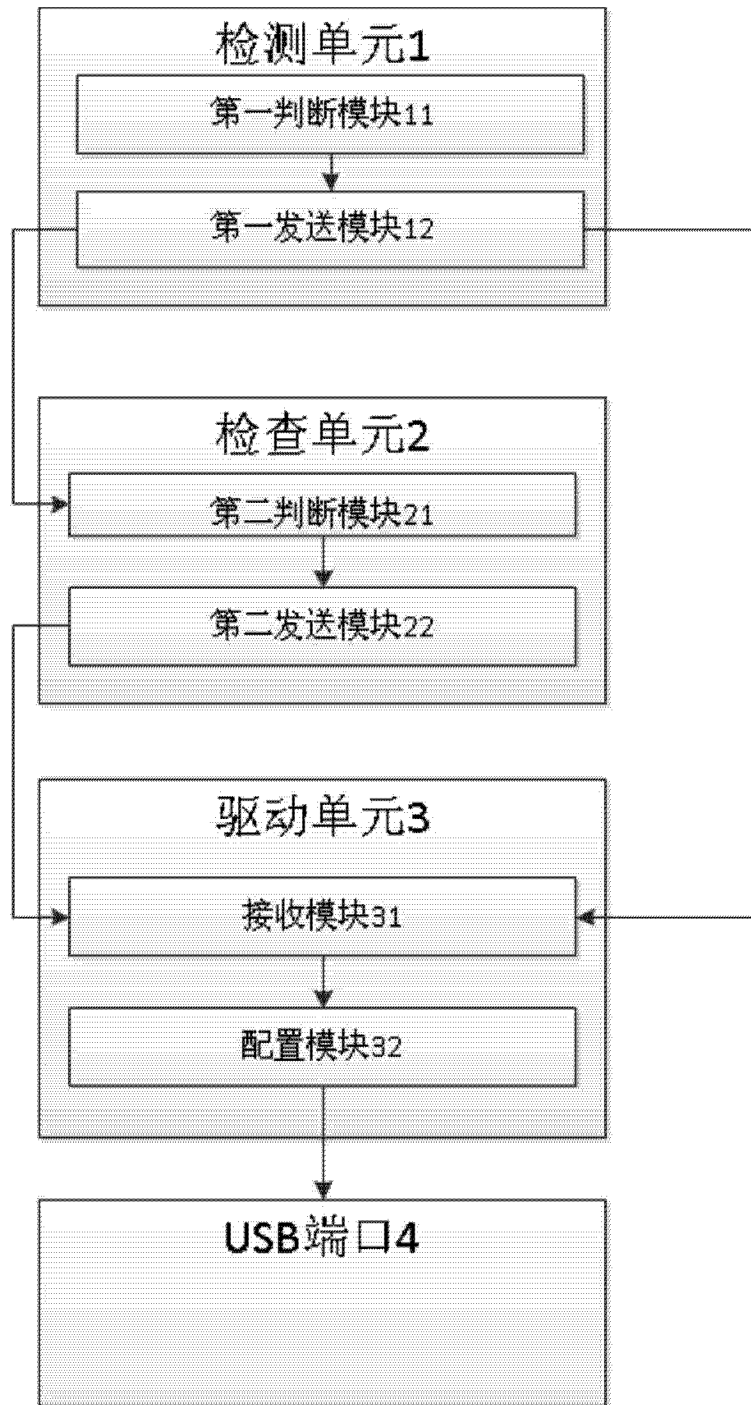 检测单元1
第一判断模块11
第一发送模块12
检查单元2
第二判断模块21
第二发送模块22
驱动单元3
接收模块31
配置模块32
USB端口4